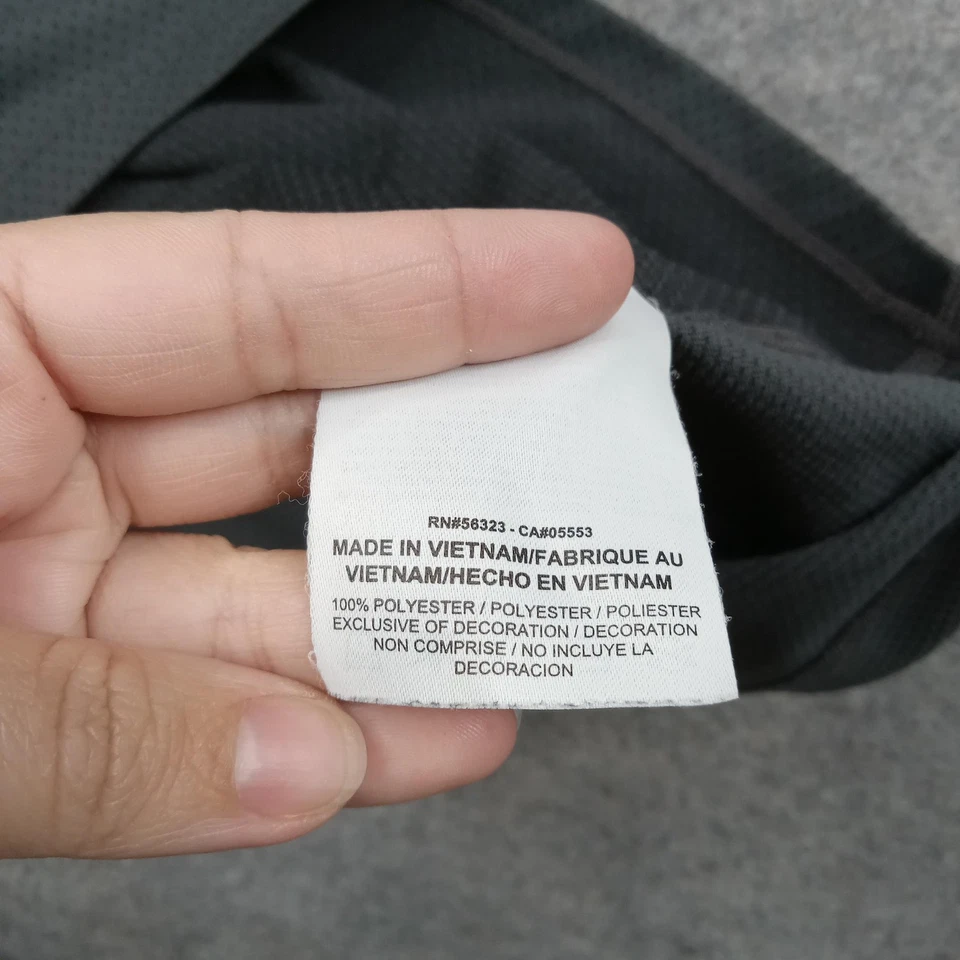 RN#56323 - CA#05553
MADE IN VIETNAM/FABRIQUE AU
VIETNAM/HECHO EN VIETNAM
100% POLYESTER / POLYESTER / POLIESTER
EXCLUSIVE OF DECORATION / DECORATION
NON COMPRISE / NO INCLUYE LA
DECORACION